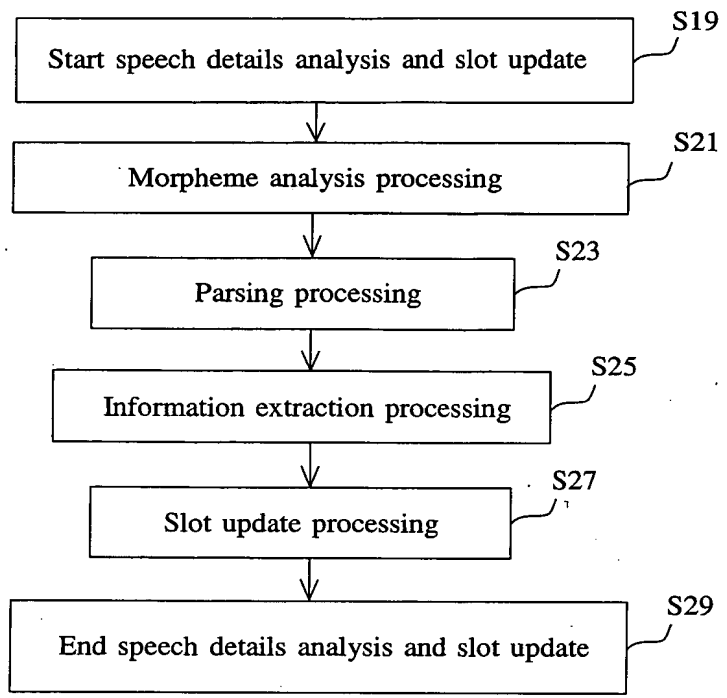 S19
Start speech details analysis and slot update
S21
Morpheme analysis processing
S23
Parsing processing
S25
Information extraction processing
S27
Slot update processing
S29
End speech details analysis and slot update